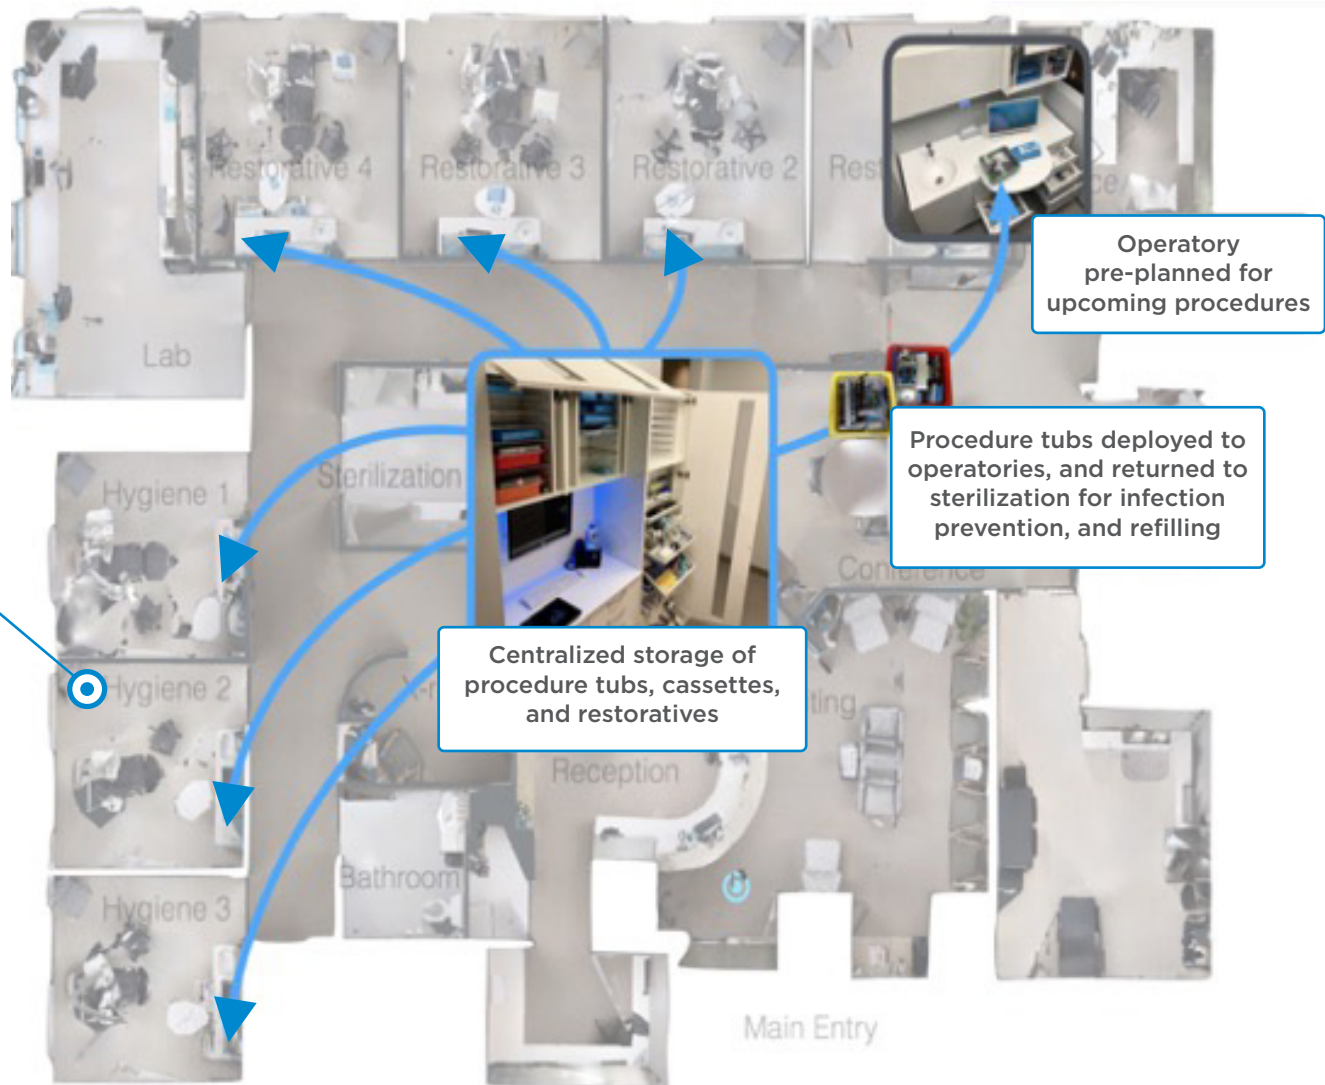 Restorative 4
Restorative 3
Restorative 2
Operatory
pre-planned for
upcoming procedures
Lab
Procedure tubs deployed to
operatories, and returned to
sterilization for infection
prevention, and refilling
Sterilization
Hygiene 1
Conference
Centralized storage of
procedure tubs, cassettes,
and restoratives
Hygiene 2
Reception
Bathroom
Hygiene 3
Main Entry